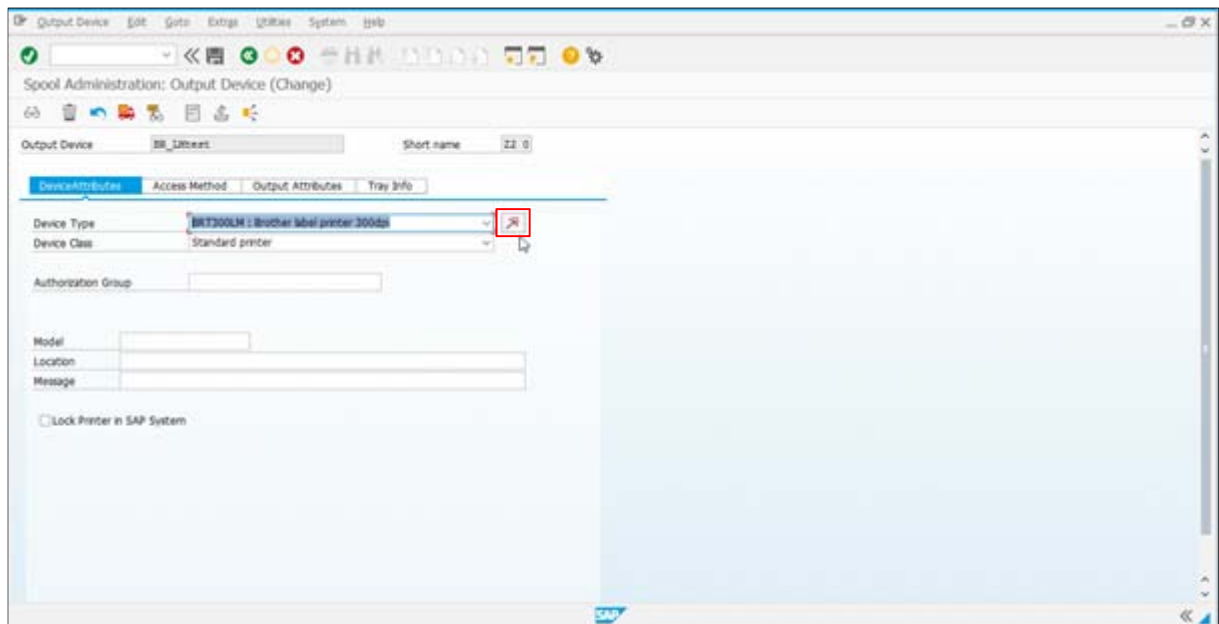 Output Device Edit Goto Extras Utilities System Help
Spool Administration: Output Device (Change)
Output Device Short name
DeviceAttributes Access Method Output Attributes Tray Info
Device Type BRT300LM : Brother label printer 300dpi
Device Class Standard printer
Authorization Group
Model
Location
Message
Lock Printer in SAP System
SAP